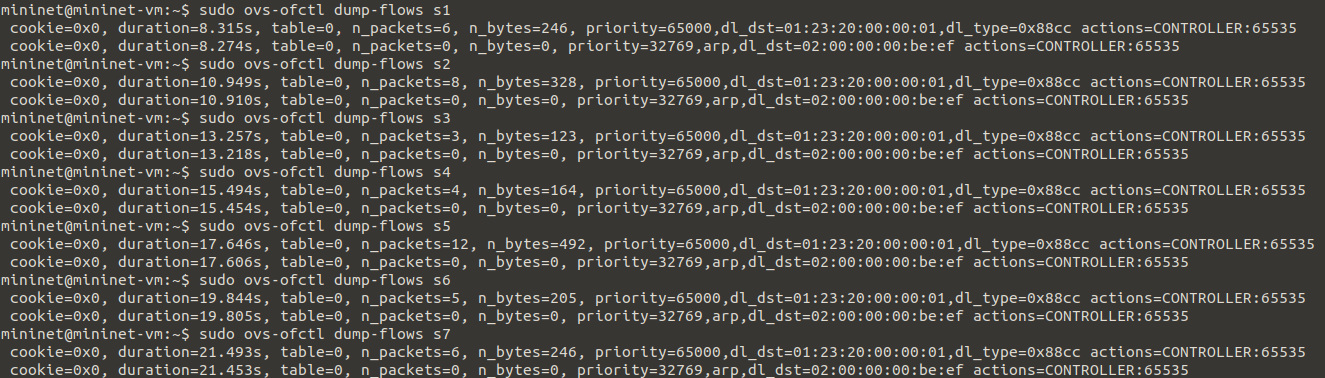 mininet@mininet-vm:~$ sudo ovs-ofctl dump-flows s1
 cookie=0x0, duration=8.315s, table=0, n_packets=6, n_bytes=246, priority=65000,dl_dst=01:23:20:00:00:01,dl_type=0x88cc actions=CONTROLLER:65535
 cookie=0x0, duration=8.274s, table=0, n_packets=0, n_bytes=0, priority=32769,arp,dl_dst=02:00:00:00:be:ef actions=CONTROLLER:65535
mininet@mininet-vm:~$ sudo ovs-ofctl dump-flows s2
 cookie=0x0, duration=10.949s, table=0, n_packets=8, n_bytes=328, priority=65000,dl_dst=01:23:20:00:00:01,dl_type=0x88cc actions=CONTROLLER:65535
 cookie=0x0, duration=10.910s, table=0, n_packets=0, n_bytes=0, priority=32769,arp,dl_dst=02:00:00:00:be:ef actions=CONTROLLER:65535
mininet@mininet-vm:~$ sudo ovs-ofctl dump-flows s3
 cookie=0x0, duration=13.257s, table=0, n_packets=3, n_bytes=123, priority=65000,dl_dst=01:23:20:00:00:01,dl_type=0x88cc actions=CONTROLLER:65535
 cookie=0x0, duration=13.218s, table=0, n_packets=0, n_bytes=0, priority=32769,arp,dl_dst=02:00:00:00:be:ef actions=CONTROLLER:65535
mininet@mininet-vm:~$ sudo ovs-ofctl dump-flows s4
 cookie=0x0, duration=15.494s, table=0, n_packets=4, n_bytes=164, priority=65000,dl_dst=01:23:20:00:00:01,dl_type=0x88cc actions=CONTROLLER:65535
 cookie=0x0, duration=15.454s, table=0, n_packets=0, n_bytes=0, priority=32769,arp,dl_dst=02:00:00:00:be:ef actions=CONTROLLER:65535
mininet@mininet-vm:~$ sudo ovs-ofctl dump-flows s5
 cookie=0x0, duration=17.646s, table=0, n_packets=12, n_bytes=492, priority=65000,dl_dst=01:23:20:00:00:01,dl_type=0x88cc actions=CONTROLLER:65535
 cookie=0x0, duration=17.606s, table=0, n_packets=0, n_bytes=0, priority=32769,arp,dl_dst=02:00:00:00:be:ef actions=CONTROLLER:65535
mininet@mininet-vm:~$ sudo ovs-ofctl dump-flows s6
 cookie=0x0, duration=19.844s, table=0, n_packets=5, n_bytes=205, priority=65000,dl_dst=01:23:20:00:00:01,dl_type=0x88cc actions=CONTROLLER:65535
 cookie=0x0, duration=19.805s, table=0, n_packets=0, n_bytes=0, priority=32769,arp,dl_dst=02:00:00:00:be:ef actions=CONTROLLER:65535
mininet@mininet-vm:~$ sudo ovs-ofctl dump-flows s7
 cookie=0x0, duration=21.493s, table=0, n_packets=6, n_bytes=246, priority=65000,dl_dst=01:23:20:00:00:01,dl_type=0x88cc actions=CONTROLLER:65535
 cookie=0x0, duration=21.453s, table=0, n_packets=0, n_bytes=0, priority=32769,arp,dl_dst=02:00:00:00:be:ef actions=CONTROLLER:65535